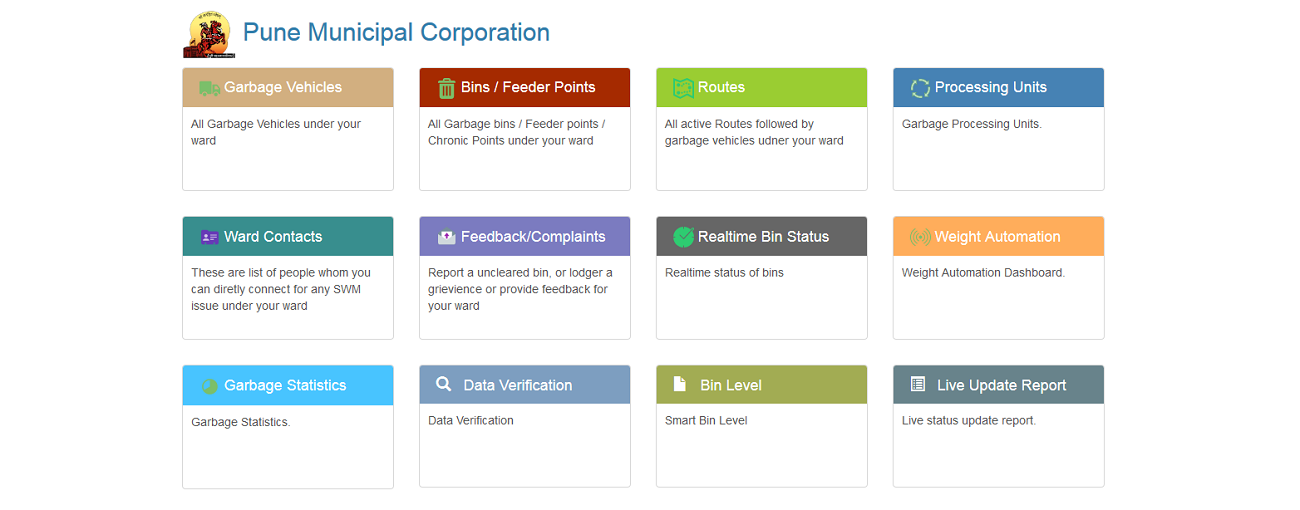 Pune Municipal Corporation
Garbage Vehicles
All Garbage Vehicles under your
ward
Bins / Feeder Points
All Garbage bins / Feeder points /
Chronic Points under your ward
Routes
All active Routes followed by
garbage vehicles udner your ward
Processing Units
Garbage Processing Units.
Ward Contacts
These are list of people whom you
can diretly connect for any SWM
issue under your ward
Feedback/Complaints
Report a uncleared bin, or lodger a
grievience or provide feedback for
your ward
Realtime Bin Status
Realtime status of bins
Weight Automation
Weight Automation Dashboard.
Garbage Statistics
Garbage Statistics.
Data Verification
Data Verification
Bin Level
Smart Bin Level
Live Update Report
Live status update report.